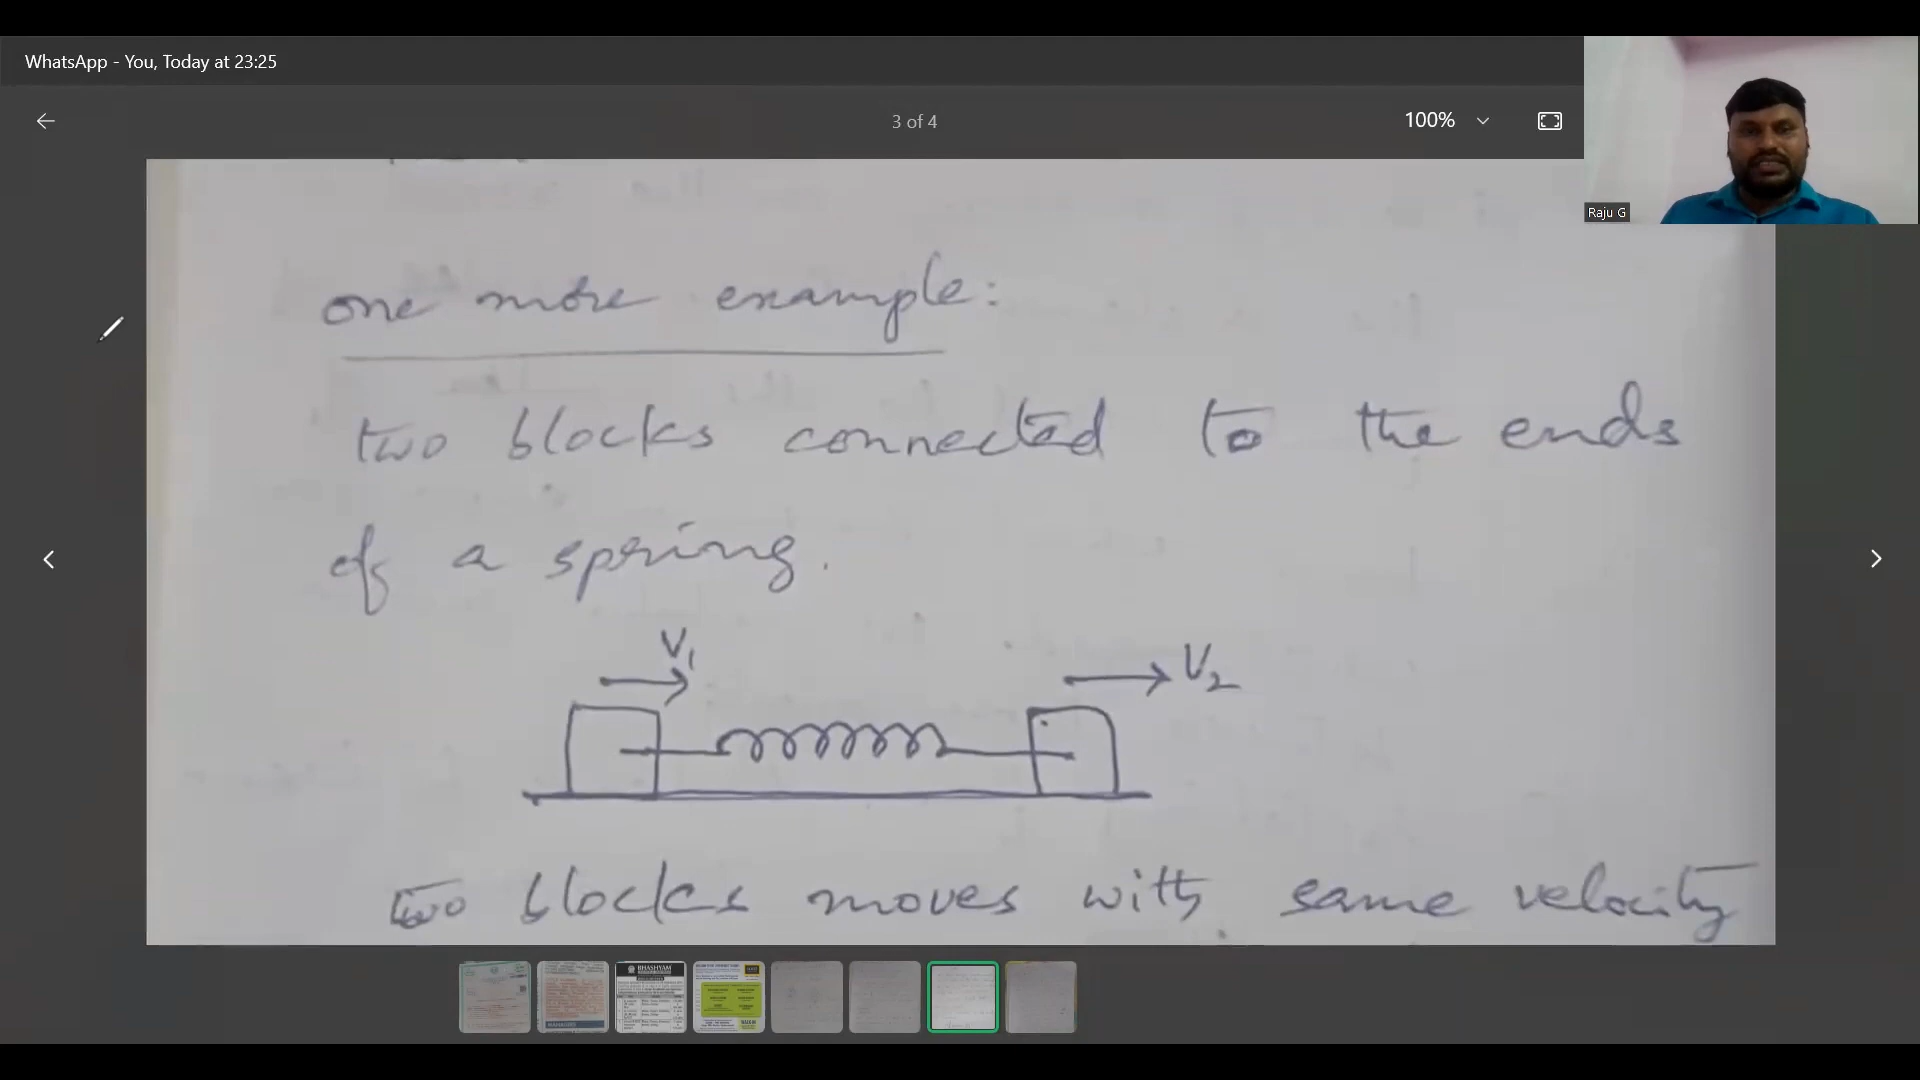 WhatsApp - You, Today at 23:25
3 of 4
100%
Raju G
one more example:
two blocks connected to the ends
of a spring.
V1
V2
two blocks moves with same velocity
BHASHYAM